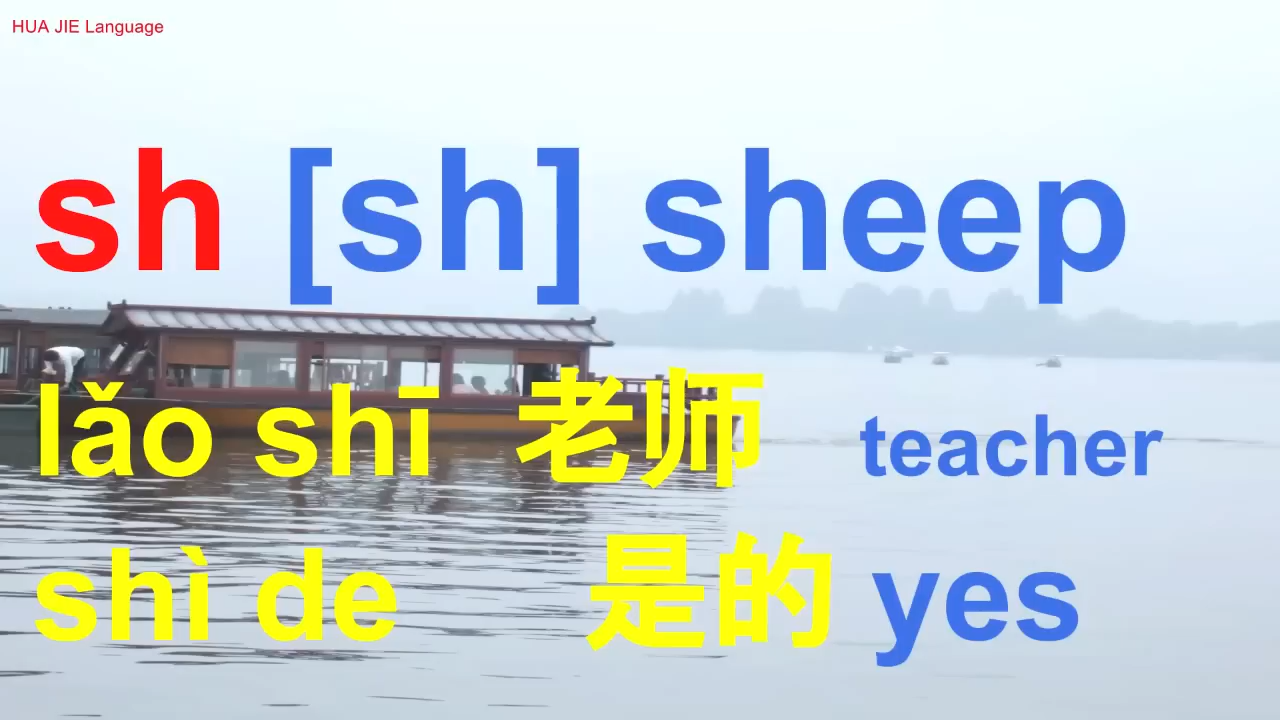 HUA JIE Language
sh [sh] sheep
lǎo shī 老师 teacher
shì de 是的 yes